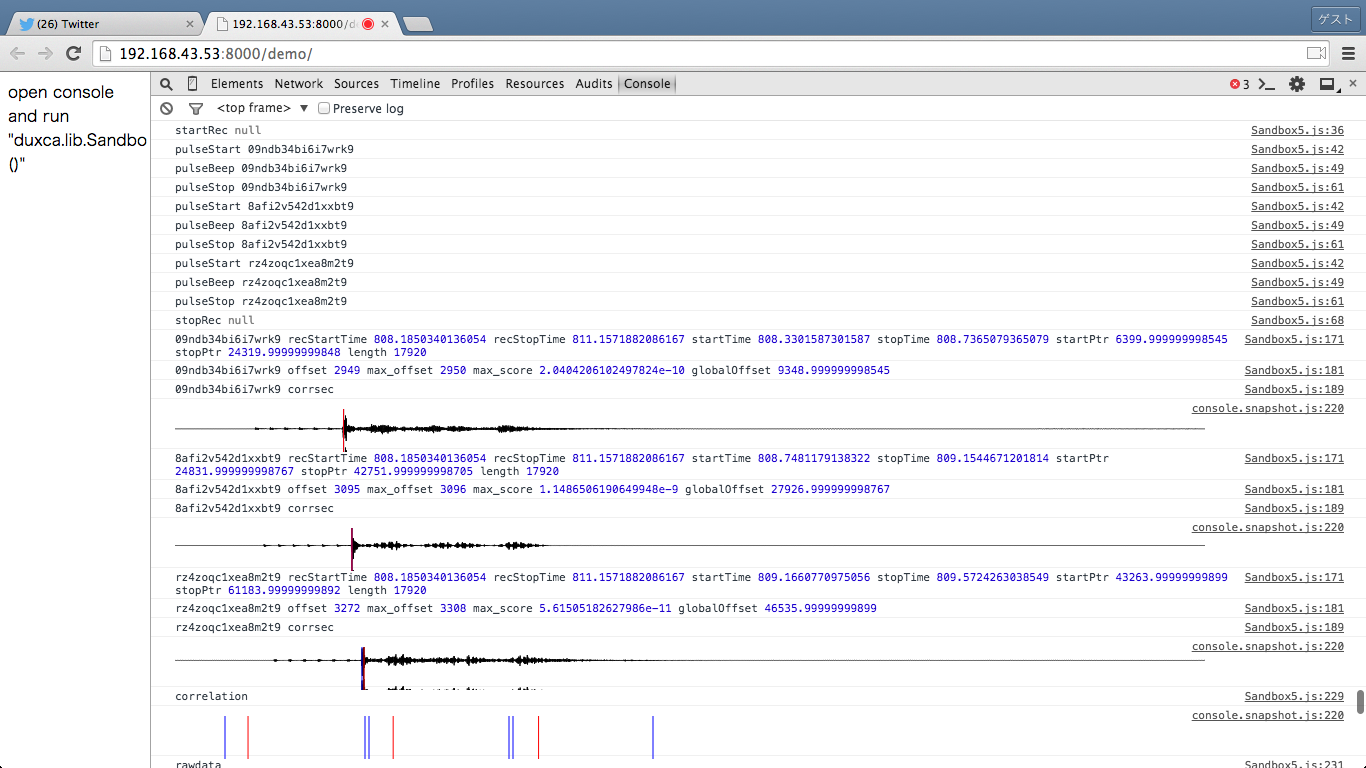 (26) Twitter
192.168.43.53:8000/d
ゲスト
192.168.43.53:8000/demo/
open console
and run
"duxca.lib.Sandbo
()"
Elements Network Sources Timeline Profiles Resources Audits Console
3
<top frame> Preserve log
startRec null Sandbox5.js:36
pulseStart 09ndb34bi6i7wrk9 Sandbox5.js:42
pulseBeep 09ndb34bi6i7wrk9 Sandbox5.js:49
pulseStop 09ndb34bi6i7wrk9 Sandbox5.js:61
pulseStart 8afi2v542d1xxbt9 Sandbox5.js:42
pulseBeep 8afi2v542d1xxbt9 Sandbox5.js:49
pulseStop 8afi2v542d1xxbt9 Sandbox5.js:61
pulseStart rz4zoqc1xea8m2t9 Sandbox5.js:42
pulseBeep rz4zoqc1xea8m2t9 Sandbox5.js:49
pulseStop rz4zoqc1xea8m2t9 Sandbox5.js:61
stopRec null Sandbox5.js:68
09ndb34bi6i7wrk9 recStartTime 808.1850340136054 recStopTime 811.1571882086167 startTime 808.3301587301587 stopTime 808.7365079365079 startPtr 6399.999999998545 Sandbox5.js:171
stopPtr 24319.99999999848 length 17920
09ndb34bi6i7wrk9 offset 2949 max_offset 2950 max_score 2.0404206102497824e-10 globalOffset 9348.999999998545 Sandbox5.js:181
09ndb34bi6i7wrk9 corrsec Sandbox5.js:189
console.snapshot.js:220
8afi2v542d1xxbt9 recStartTime 808.1850340136054 recStopTime 811.1571882086167 startTime 808.7481179138322 stopTime 809.1544671201814 startPtr Sandbox5.js:171
24831.999999998767 stopPtr 42751.999999998705 length 17920
8afi2v542d1xxbt9 offset 3095 max_offset 3096 max_score 1.1486506190649948e-9 globalOffset 27926.999999998767 Sandbox5.js:181
8afi2v542d1xxbt9 corrsec Sandbox5.js:189
console.snapshot.js:220
rz4zoqc1xea8m2t9 recStartTime 808.1850340136054 recStopTime 811.1571882086167 startTime 809.1660770975056 stopTime 809.5724263038549 startPtr 43263.99999999899 Sandbox5.js:171
stopPtr 61183.99999999892 length 17920
rz4zoqc1xea8m2t9 offset 3272 max_offset 3308 max_score 5.61505182627986e-11 globalOffset 46535.99999999899 Sandbox5.js:181
rz4zoqc1xea8m2t9 corrsec Sandbox5.js:189
console.snapshot.js:220
correlation Sandbox5.js:229
console.snapshot.js:220
rawdata Sandbox5.js:231